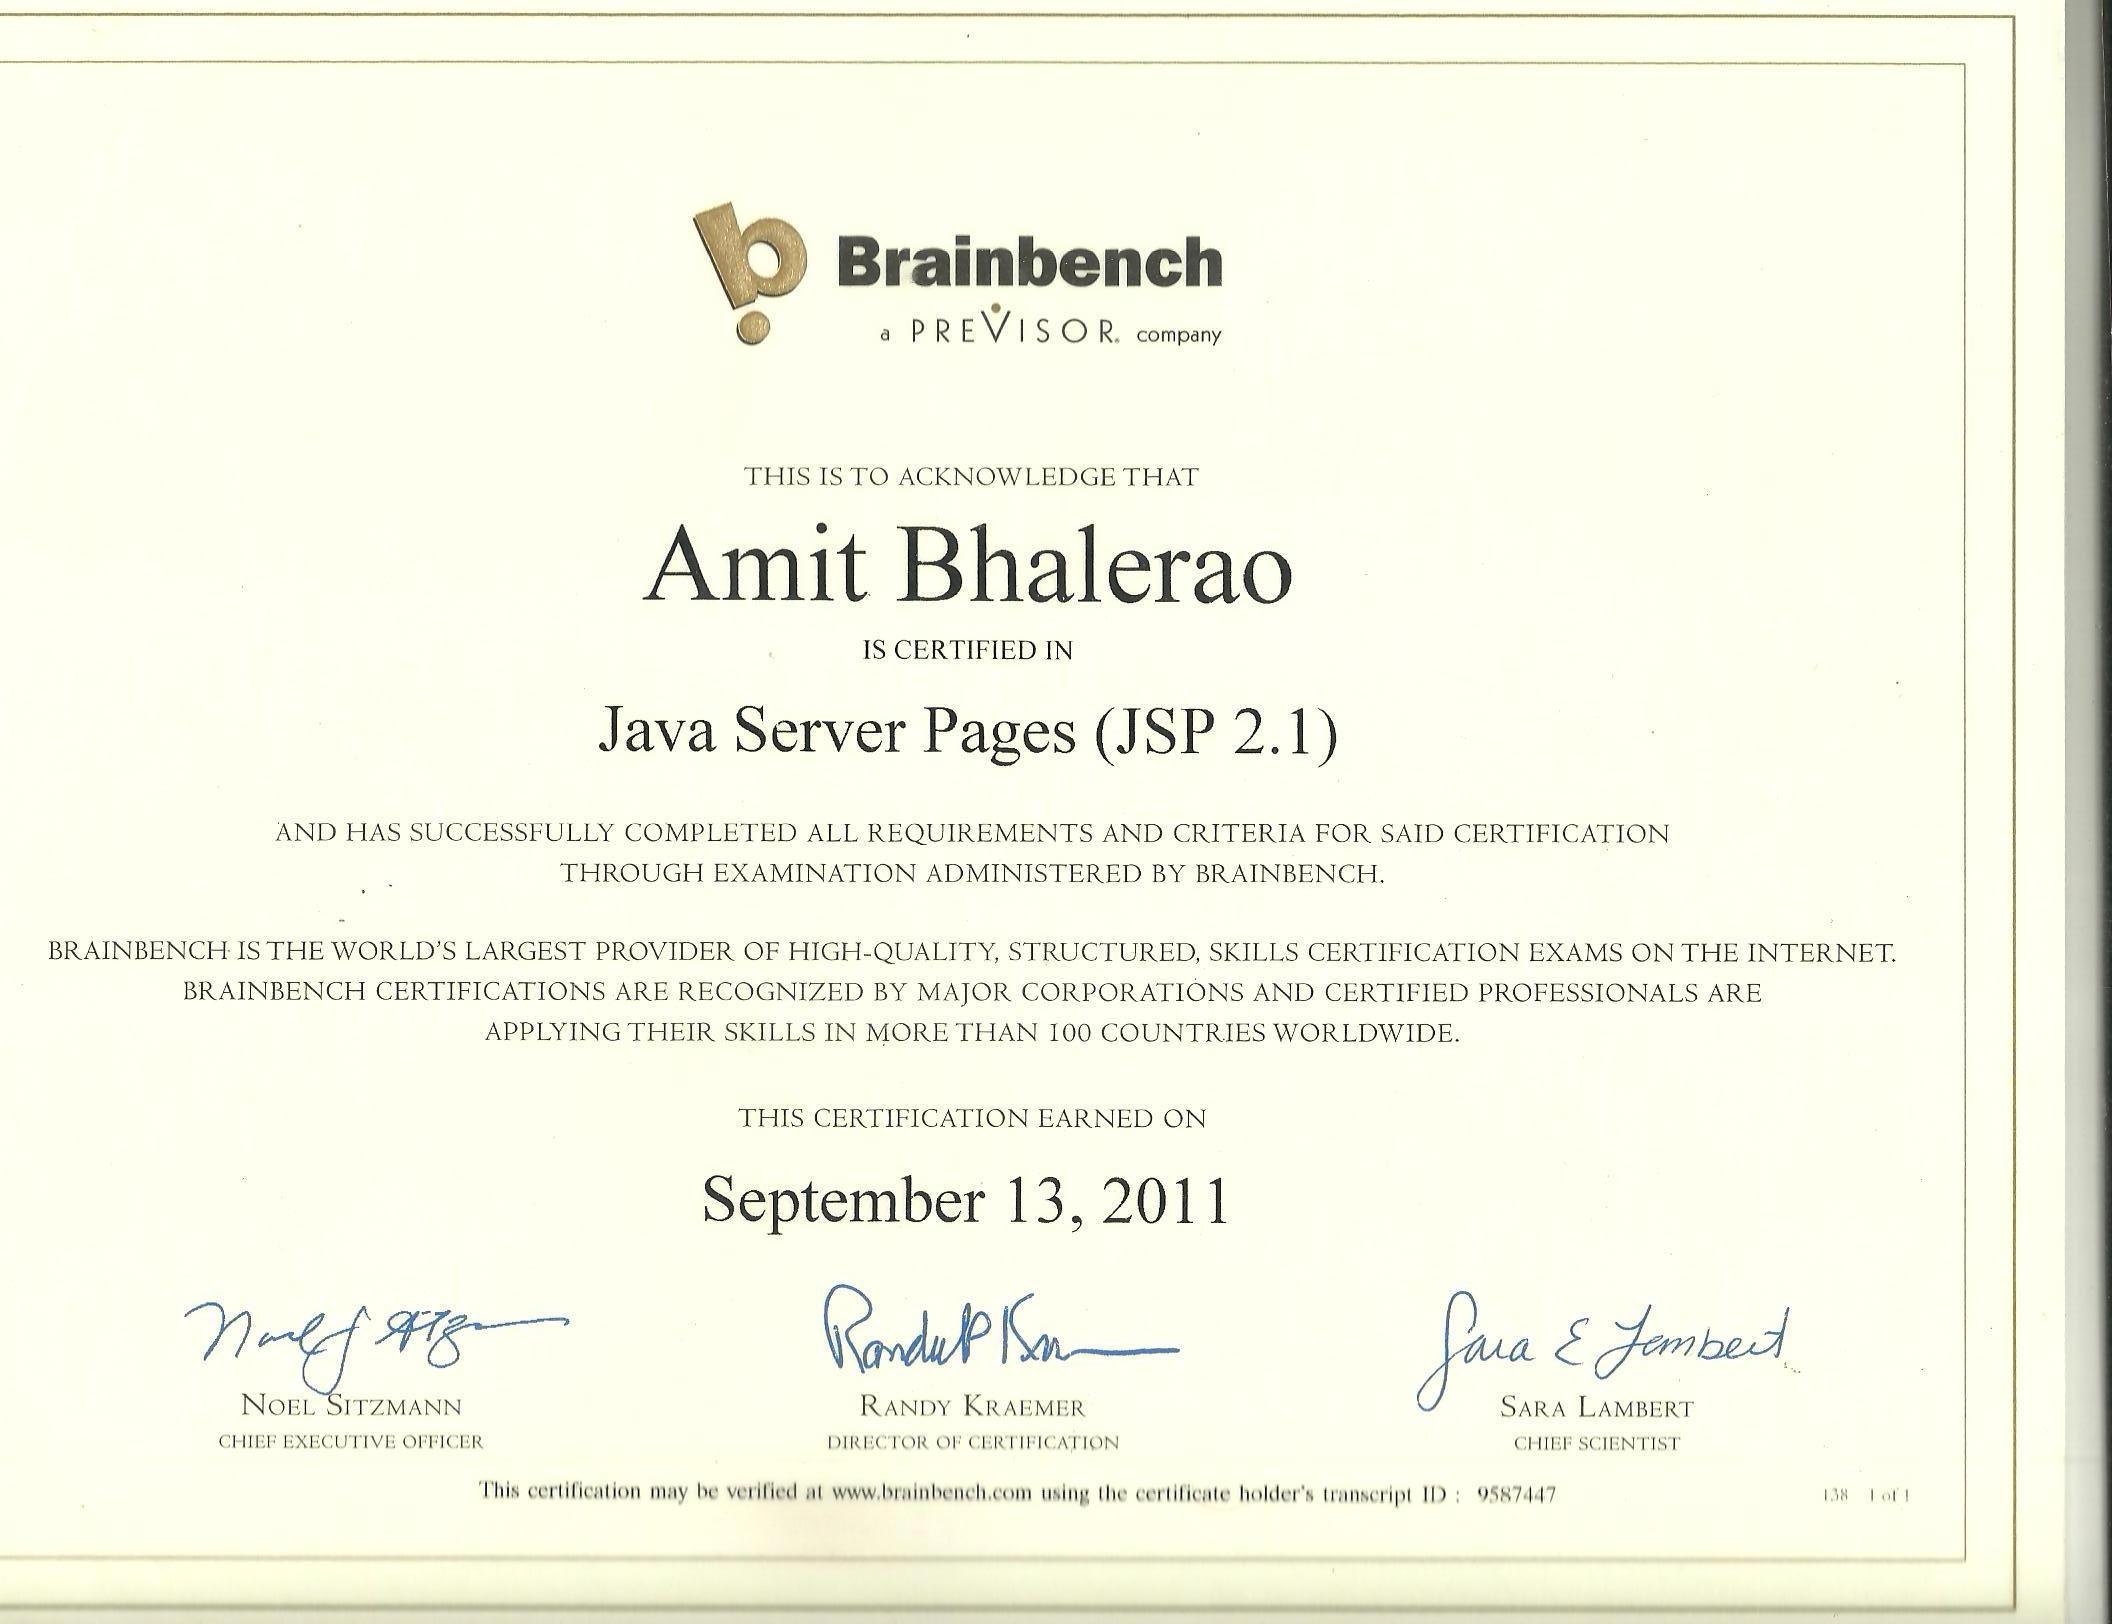 Brainbench
a PREVISOR. company
THIS IS TO ACKNOWLEDGE THAT
Amit Bhalerao
IS CERTIFIED IN
Java Server Pages (JSP 2.1)
AND HAS SUCCESSFULLY COMPLETED ALL REQUIREMENTS AND CRITERIA FOR SAID CERTIFICATION
THROUGH EXAMINATION ADMINISTERED BY BRAINBENCH.
BRAINBENCH IS THE WORLD'S LARGEST PROVIDER OF HIGH-QUALITY, STRUCTURED, SKILLS CERTIFICATION EXAMS ON THE INTERNET.
BRAINBENCH CERTIFICATIONS ARE RECOGNIZED BY MAJOR CORPORATIONS AND CERTIFIED PROFESSIONALS ARE
APPLYING THEIR SKILLS IN MORE THAN 100 COUNTRIES WORLDWIDE.
THIS CERTIFICATION EARNED ON
September 13, 2011
Sara E Lambert
NOEL SITZMANN
RANDY KRAEMER
SARA LAMBERT
CHIEF EXECUTIVE OFFICER
DIRECTOR OF CERTIFICATION
CHIEF SCIENTIST
This certification may be verified at www.brainbench.com using the certificate holder's transcript ID : 9587447
138 1 of 1